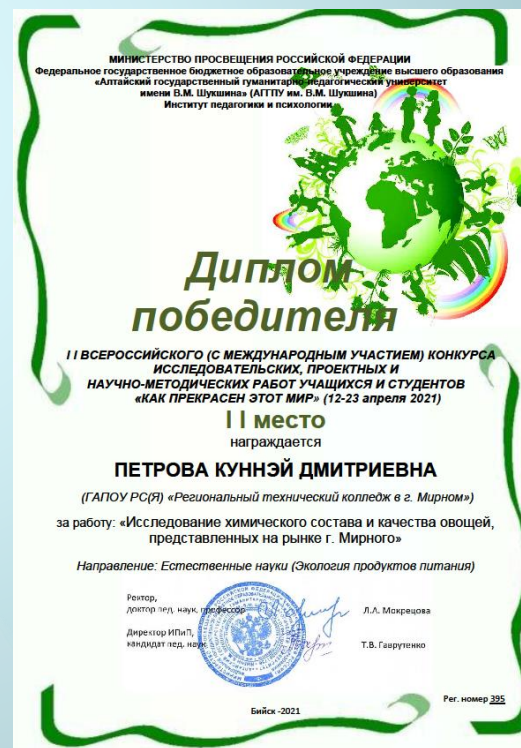 МИНИСТЕРСТВО ПРОСВЕЩЕНИЯ РОССИЙСКОЙ ФЕДЕРАЦИИ
Федеральное государственное бюджетное образовательное учреждение высшего образования
«Алтайский государственный гуманитарно-педагогический университет
имени В.М. Шукшина» (АГГПУ им. В.М. Шукшина)
Институт педагогики и психологии
Диплом
победителя
I I ВСЕРОССИЙСКОГО (С МЕЖДУНАРОДНЫМ УЧАСТИЕМ) КОНКУРСА
ИССЛЕДОВАТЕЛЬСКИХ, ПРОЕКТНЫХ И
НАУЧНО-МЕТОДИЧЕСКИХ РАБОТ УЧАЩИХСЯ И СТУДЕНТОВ
«КАК ПРЕКРАСЕН ЭТОТ МИР» (12-23 апреля 2021)
I I место
награждается
ПЕТРОВА КУННЭЙ ДМИТРИЕВНА
(ГАПОУ РС(Я) «Региональный технический колледж в г. Мирном»)
за работу: «Исследование химического состава и качества овощей,
представленных на рынке г. Мирного»
Направление: Естественные науки (Экология продуктов питания)
Ректор,
доктор пед. наук, профессор Л.А. Мокрецова
Директор ИПиП,
кандидат пед. наук Т.В. Гаврутенко
Рег. номер 395
Бийск -2021